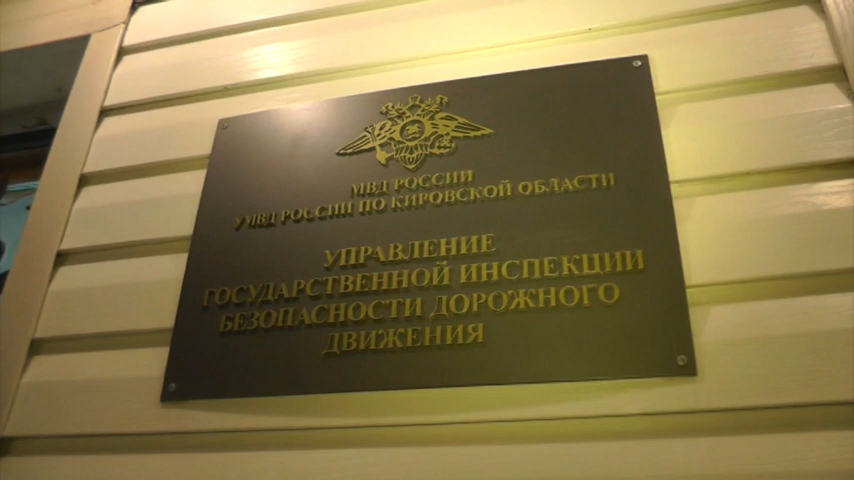 МВД РОССИИ
УМВД РОССИИ ПО КИРОВСКОЙ ОБЛАСТИ
УПРАВЛЕНИЕ
ГОСУДАРСТВЕННОЙ ИНСПЕКЦИИ
БЕЗОПАСНОСТИ ДОРОЖНОГО
ДВИЖЕНИЯ